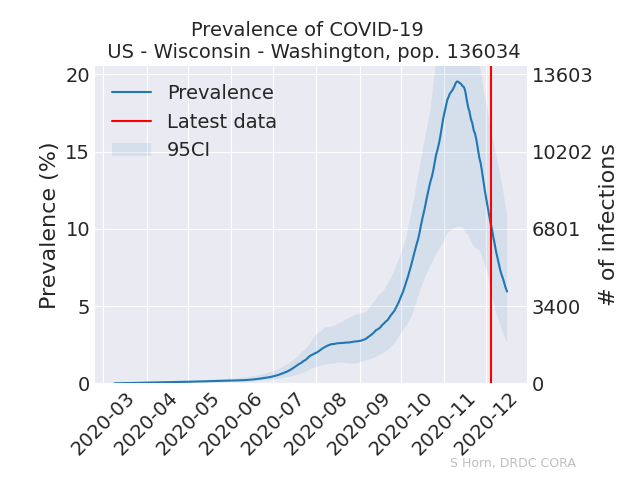 Prevalence of COVID-19
US - Wisconsin - Washington, pop. 136034
Prevalence (%)
# of infections
20
15
10
5
0
13603
10202
6801
3400
0
Prevalence
Latest data
95CI
2020-03
2020-04
2020-05
2020-06
2020-07
2020-08
2020-09
2020-10
2020-11
2020-12
S Horn, DRDC CORA